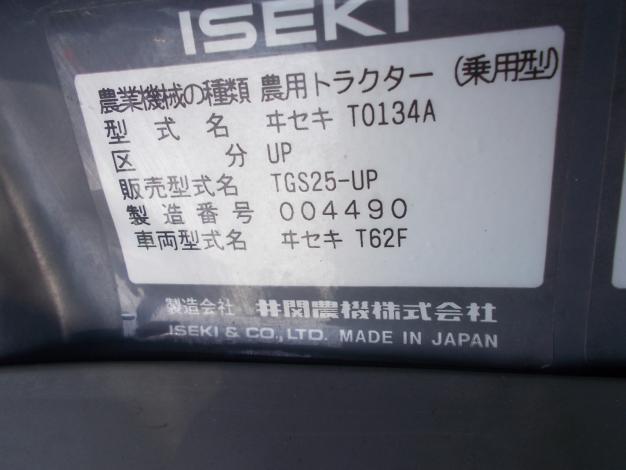 ISEKI
農業機械の種類 農用トラクター (乗用型)
型式名 ヰセキ T0134A
区分 UP
販売型式名 TGS25-UP
製造番号 004490
車両型式名 ヰセキ T62F
製造会社 井関農機株式会社
ISEKI & CO., LTD. MADE IN JAPAN